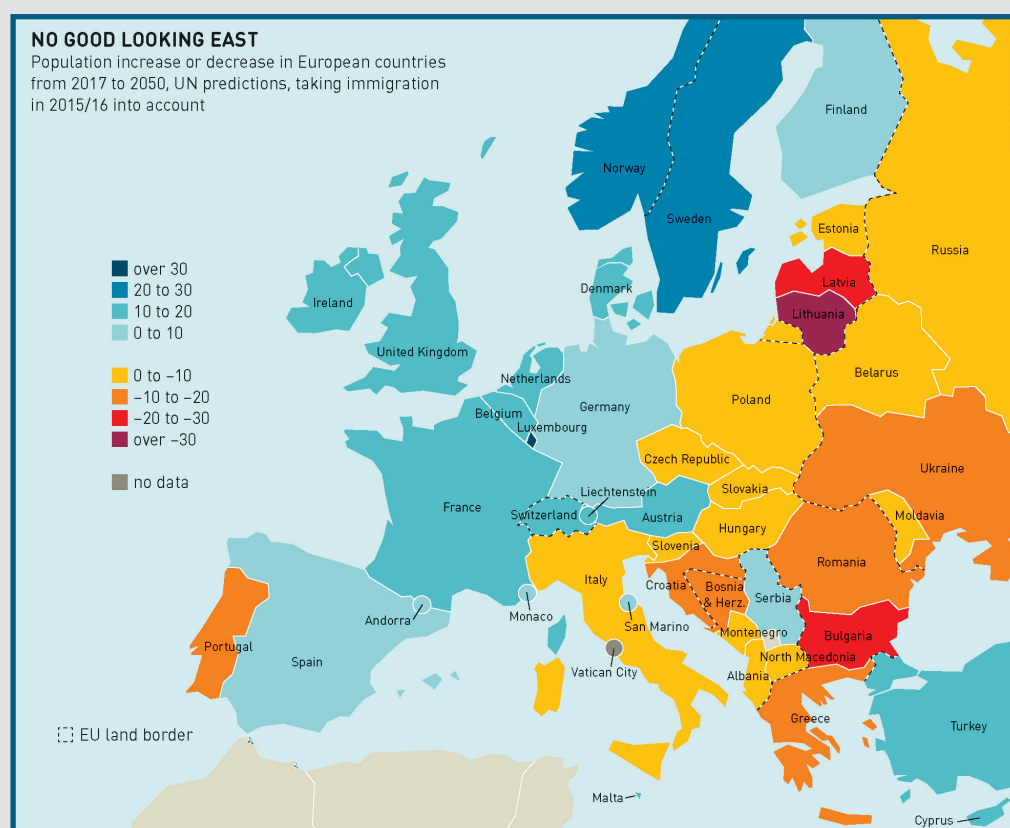 NO GOOD LOOKING EAST
Population increase or decrease in European countries
from 2017 to 2050, UN predictions, taking immigration
in 2015/16 into account
Finland
Norway
Sweden
Estonia
Russia
over 30
20 to 30
10 to 20
0 to 10
Latvia
Denmark
Ireland
Lithuania
United Kingdom
Belarus
0 to –10
–10 to –20
–20 to –30
over –30
Netherlands
Poland
Germany
Belgium
Luxembourg
Czech Republic
Ukraine
no data
Slovakia
Liechtenstein
France
Switzerland
Austria
Moldavia
Hungary
Slovenia
Romania
Italy
Croatia
Bosnia
& Herz.
Serbia
Andorra
Monaco
San Marino
Montenegro
Bulgaria
Portugal
Spain
North Macedonia
Vatican City
Albania
Greece
Turkey
EU land border
Malta
Cyprus